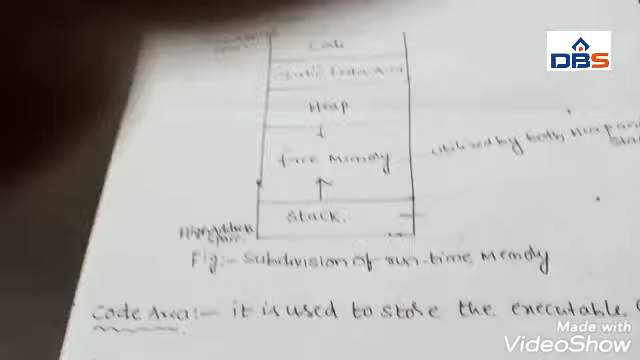 DBS
Code
Static Data Area
Heap
Free Memory
utilized by both Heap and
Stack.
space.
Fig:- Subdivision of run-time Memory
Code Area:- it is used to store the executable
Made with
VideoShow